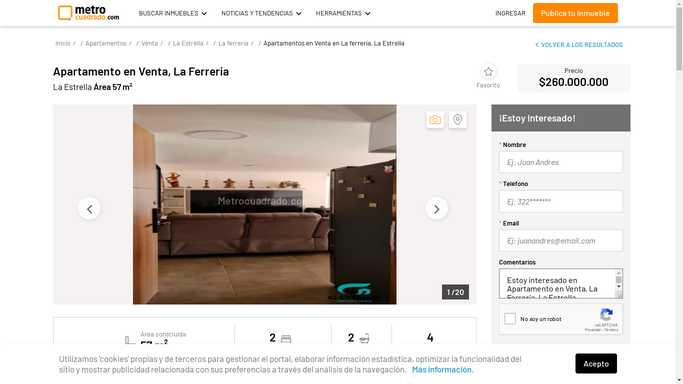 metro
cuadrado.com
BUSCAR INMUEBLES
NOTICIAS Y TENDENCIAS
HERRAMIENTAS
INGRESAR
Publica tu inmueble
Inicio / / Apartamentos / / Venta / / La Estrella / / La ferreria / / Apartamentos en Venta en La ferreria, La Estrella
VOLVER A LOS RESULTADOS
Apartamento en Venta, La Ferreria
La Estrella Área 57 m²
Favorito
Precio
$260.000.000
Metrocuadrado.com
1 / 20
¡Estoy Interesado!
* Nombre
Ej: Juan Andres
* Teléfono
Ej: 322*******
* Email
Ej: juanandres@email.com
Comentarios
Estoy interesado en
Apartamento en Venta, La
Ferreria, La Estrella
No soy un robot
reCAPTCHA
Privacidad - Términos
Área construida
57 m²
2
2
4
Utilizamos 'cookies' propias y de terceros para gestionar el portal, elaborar información estadística, optimizar la funcionalidad del
sitio y mostrar publicidad relacionada con sus preferencias a través del análisis de la navegación. Más información.
Acepto